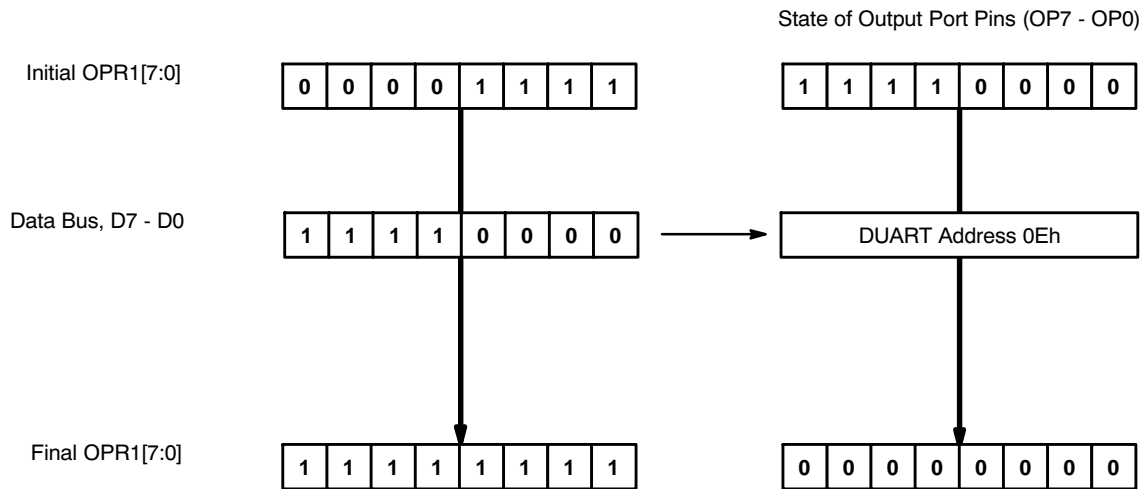 State of Output Port Pins (OP7 - OP0)
Initial OPR1[7:0]
0 0 0 0 1 1 1 1
1 1 1 1 0 0 0 0
Data Bus, D7 - D0
1 1 1 1 0 0 0 0
DUART Address 0Eh
Final OPR1[7:0]
1 1 1 1 1 1 1 1
0 0 0 0 0 0 0 0